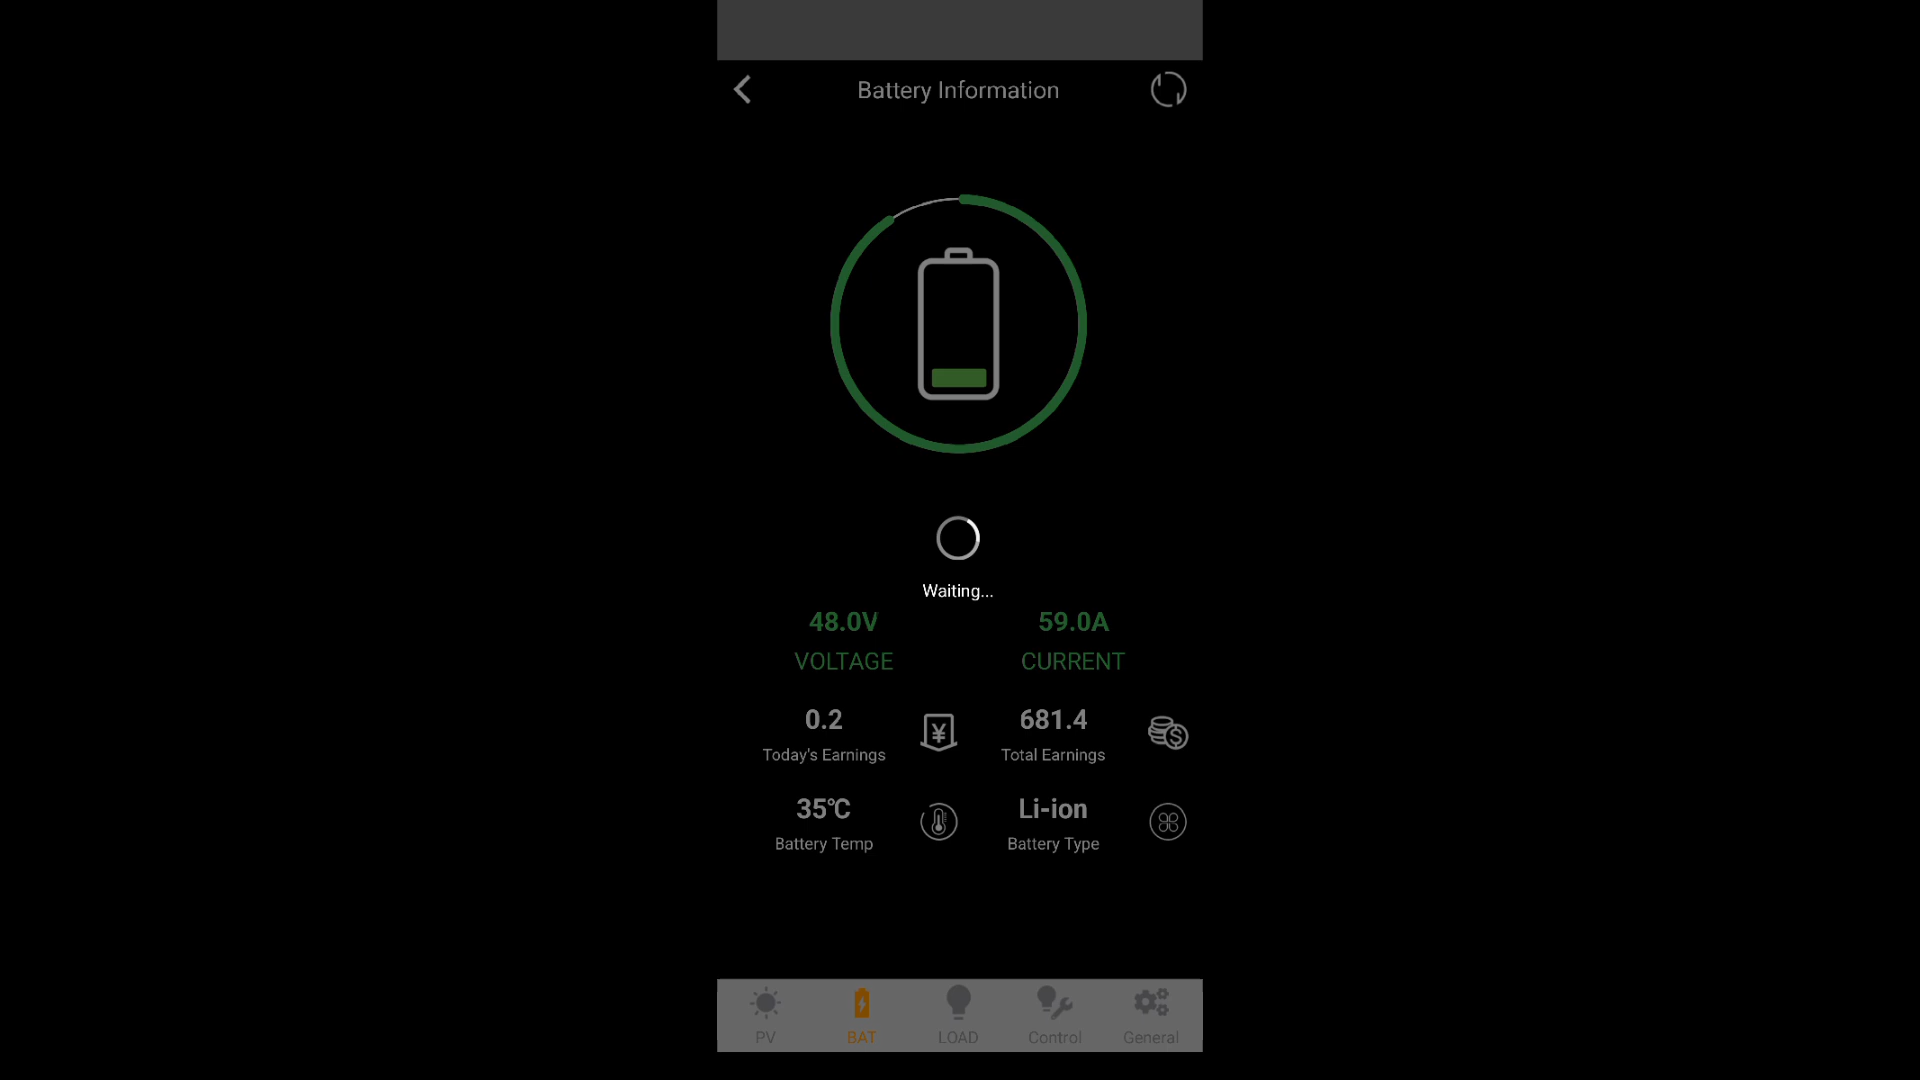 Battery Information
Waiting...
48.0V
59.0A
VOLTAGE
CURRENT
0.2
¥
681.4
$
Today's Earnings
Total Earnings
35℃
Li-ion
Battery Temp
Battery Type
PV
BAT
LOAD
Control
General